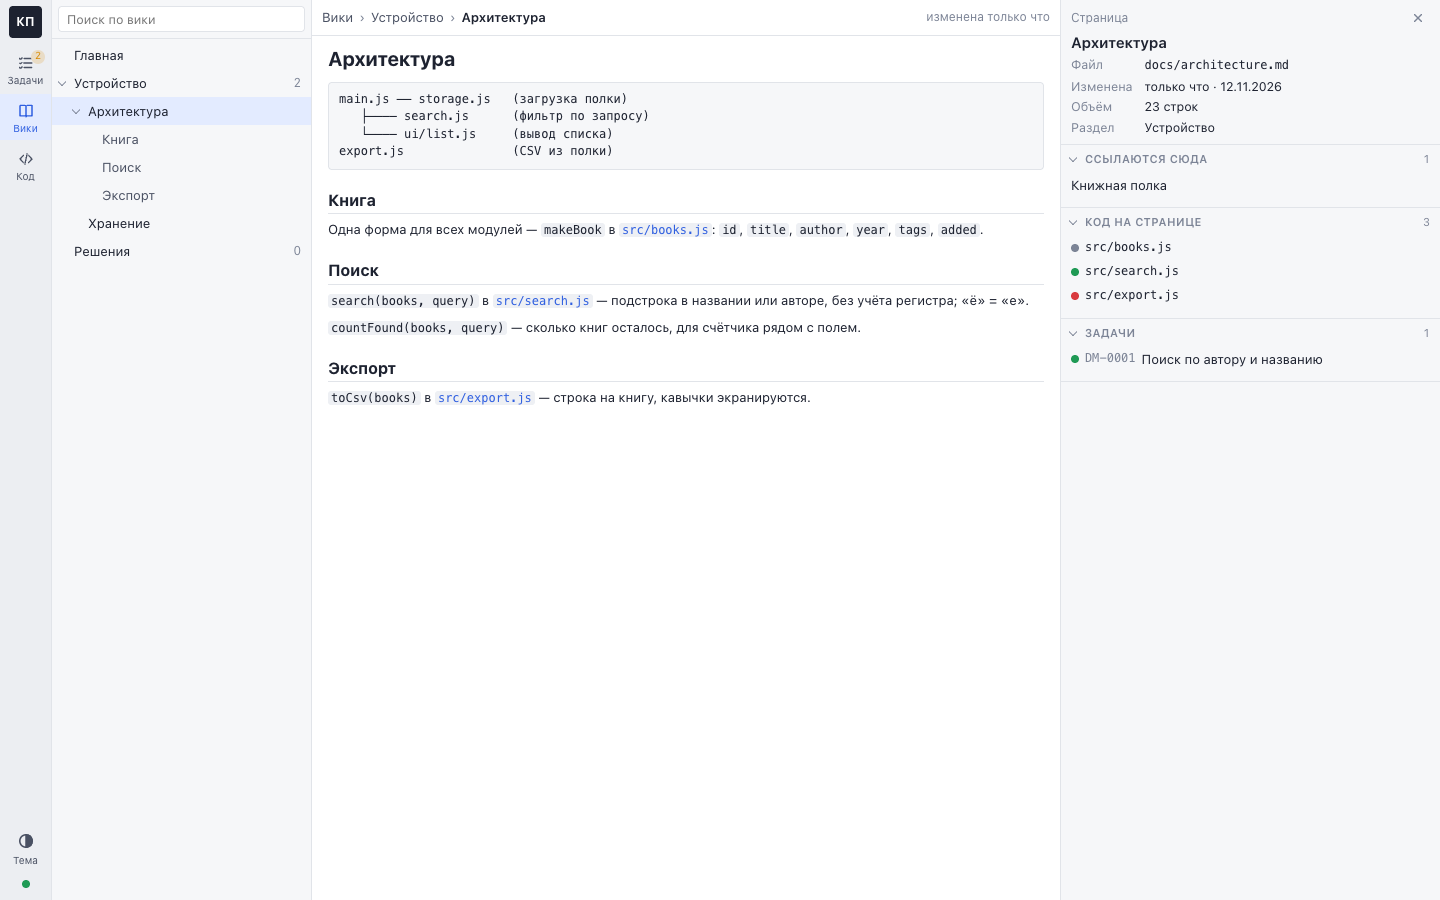 КП
2
Задачи
Вики
Код
Тема
Поиск по вики
Главная
Устройство 2
Архитектура
Книга
Поиск
Экспорт
Хранение
Решения 0
Вики › Устройство › Архитектура изменена только что
Архитектура
main.js ── storage.js (загрузка полки)
├──── search.js (фильтр по запросу)
└──── ui/list.js (вывод списка)
export.js (CSV из полки)
Книга
Одна форма для всех модулей — makeBook в src/books.js: id, title, author, year, tags, added.
Поиск
search(books, query) в src/search.js — подстрока в названии или авторе, без учёта регистра; «ё» = «е».
countFound(books, query) — сколько книг осталось, для счётчика рядом с полем.
Экспорт
toCsv(books) в src/export.js — строка на книгу, кавычки экранируются.
Страница ✕
Архитектура
Файл docs/architecture.md
Изменена только что · 12.11.2026
Объём 23 строк
Раздел Устройство
ССЫЛАЮТСЯ СЮДА 1
Книжная полка
КОД НА СТРАНИЦЕ 3
src/books.js
src/search.js
src/export.js
ЗАДАЧИ 1
DM-0001 Поиск по автору и названию